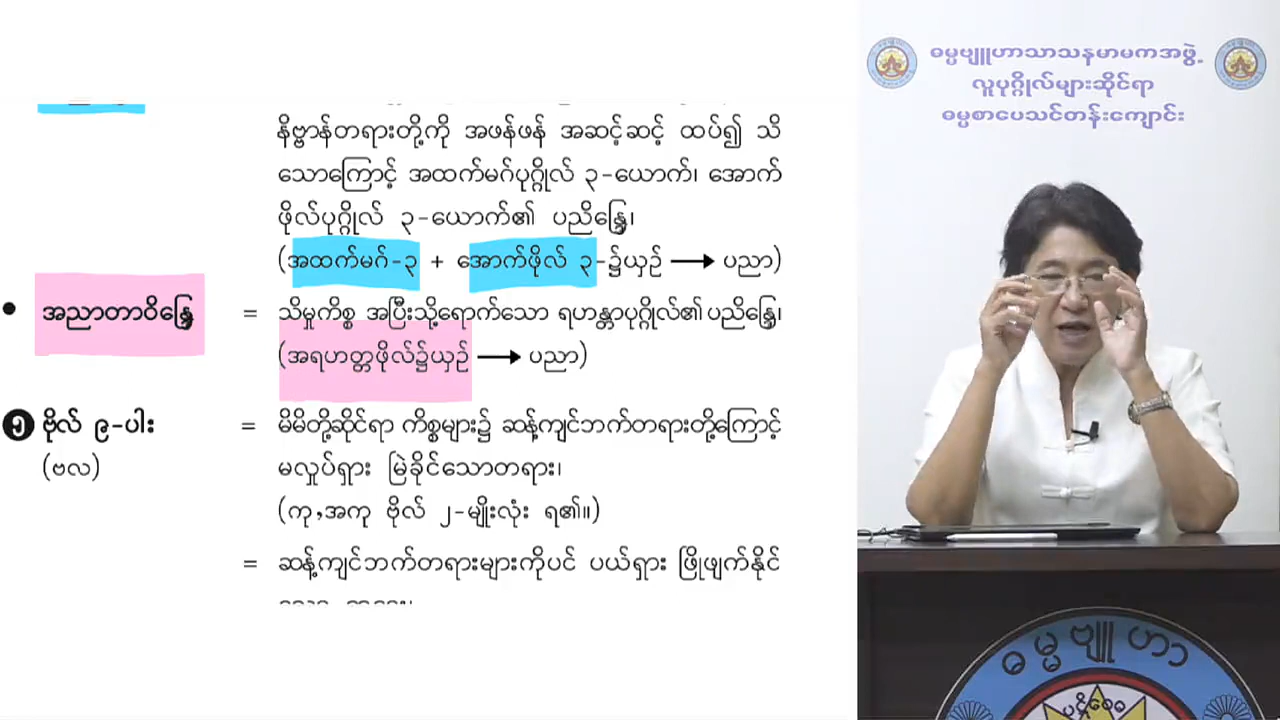 နိဗ္ဗာန်တရားတို့ကို အဖန်ဖန် အဆင့်ဆင့် ထပ်၍ သိ
သောကြောင့် အထက်မဂ်ပုဂ္ဂိုလ် ၃-ယောက်၊ အောက်
ဖိုလ်ပုဂ္ဂိုလ် ၃-ယောက်၏ ပညိန္ဒြေ၊
(အထက်မဂ်-၃ + အောက်ဖိုလ် ၃-၌ယှဉ် → ပညာ)
• အညာတာဝိန္ဒြေ = သိမှုကိစ္စ အပြီးသို့ရောက်သော ရဟန္တာပုဂ္ဂိုလ်၏ပညိန္ဒြေ၊
(အရဟတ္တဖိုလ်၌ယှဉ် → ပညာ)
၅ ဗိုလ် ၉-ပါး = မိမိတို့ဆိုင်ရာ ကိစ္စများ၌ ဆန့်ကျင်ဘက်တရားတို့ကြောင့်
(ဗလ) မလှုပ်ရှား မြဲခိုင်သောတရား၊
(ကု,အကု ဗိုလ် ၂-မျိုးလုံး ရ၏။)
= ဆန့်ကျင်ဘက်တရားများကိုပင် ပယ်ရှား ဖြိုဖျက်နိုင်
ဓမ္မဗျူဟာသာသနမာမကအဖွဲ့
လူပုဂ္ဂိုလ်များဆိုင်ရာ
ဓမ္မစာပေသင်တန်းကျောင်း
ဓမ္မဗျူဟာ
ပဋိဝေဓ